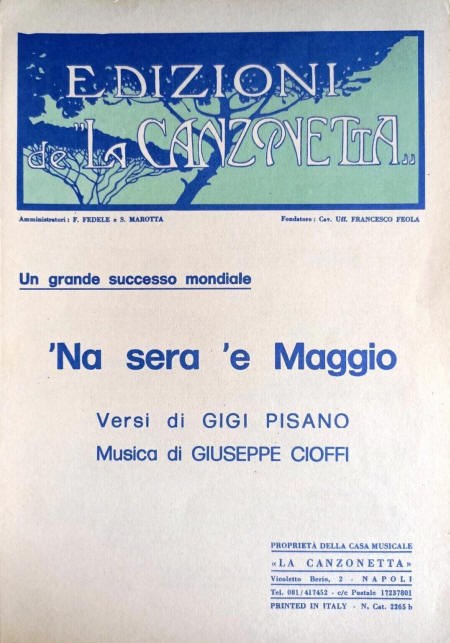 EDIZIONI
de "LA CANZONETTA"
Amministratori: F. FEDELE e S. MAROTTA
Fondatore: Cav. Uff. FRANCESCO FEOLA
Un grande successo mondiale
'Na sera 'e Maggio
Versi di GIGI PISANO
Musica di GIUSEPPE CIOFFI
PROPRIETÀ DELLA CASA MUSICALE
«LA CANZONETTA»
Vicoletto Berio, 2 - NAPOLI
Tel. 081/417452 - c/c Postale 17237801
PRINTED IN ITALY - N. Cat. 2265 b